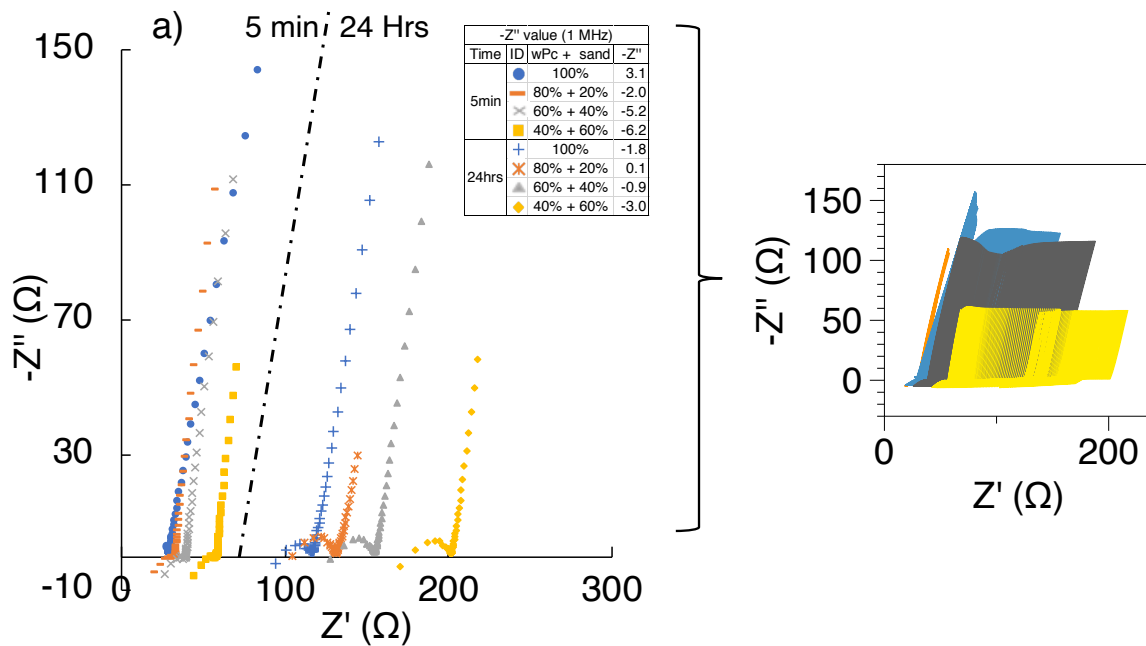 a)
5 min 24 Hrs
-Z" value (1 MHz)
Time ID wPc + sand -Z"
5min
100% 3.1
80% + 20% -2.0
60% + 40% -5.2
40% + 60% -6.2
24hrs
100% -1.8
80% + 20% 0.1
60% + 40% -0.9
40% + 60% -3.0
-Z" (Ω)
150
110
70
30
-10
0 100 200 300
Z' (Ω)
-Z" (Ω)
150
100
50
0
0 200
Z' (Ω)